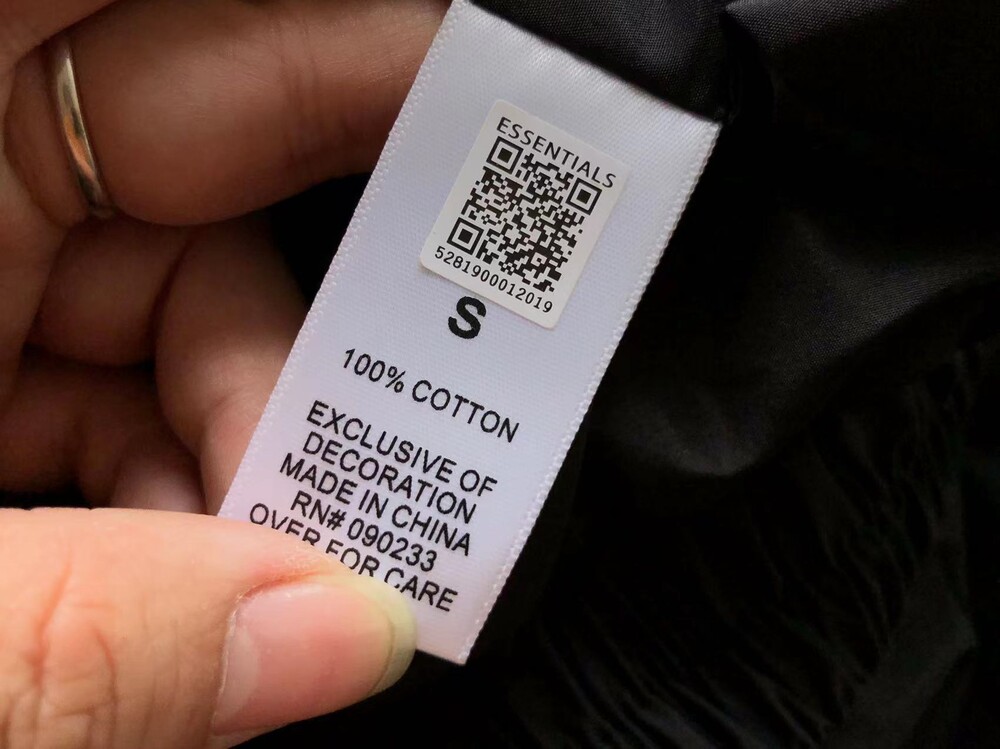 ESSENTIALS
5281900012019
S
100% COTTON
EXCLUSIVE OF
DECORATION
MADE IN CHINA
RN# 090233
OVER FOR CARE